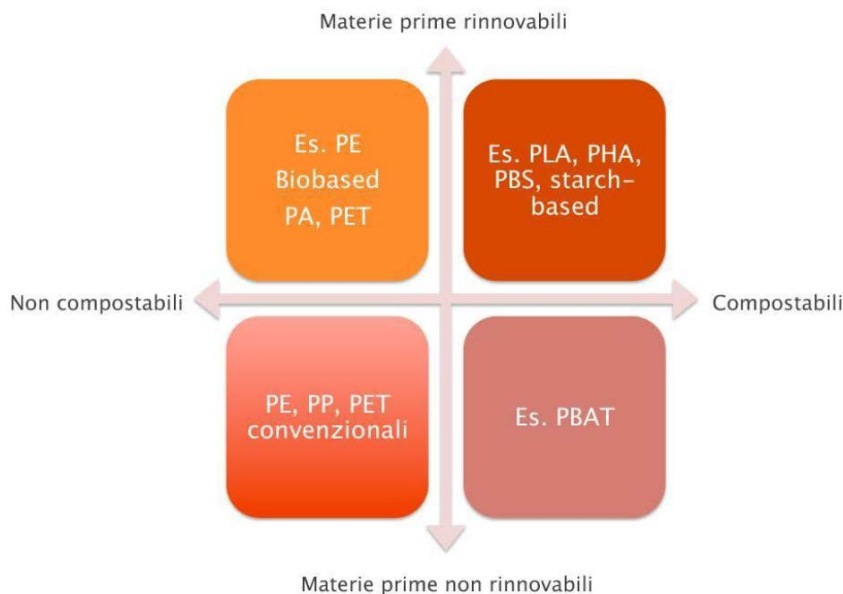 Materie prime rinnovabili
Es. PE
Biobased
PA, PET
Es. PLA, PHA,
PBS, starch-
based
Non compostabili
Compostabili
PE, PP, PET
convenzionali
Es. PBAT
Materie prime non rinnovabili